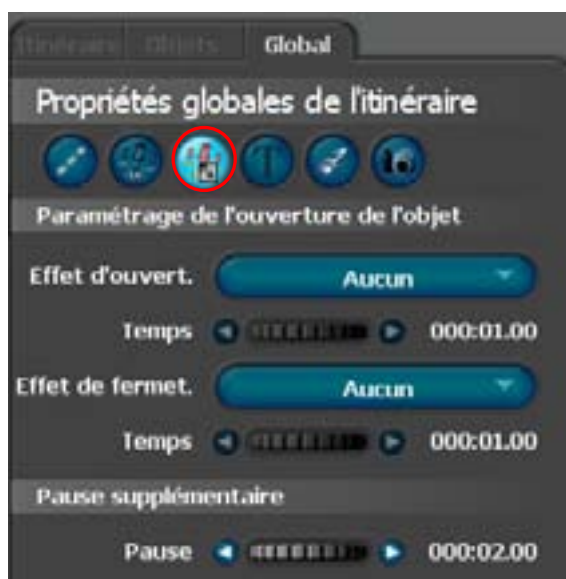 Itinéraire Objets Global
Propriétés globales de l'itinéraire
Paramétrage de l'ouverture de l'objet
Effet d'ouvert. Aucun
Temps 000:01.00
Effet de fermet. Aucun
Temps 000:01.00
Pause supplémentaire
Pause 000:02.00